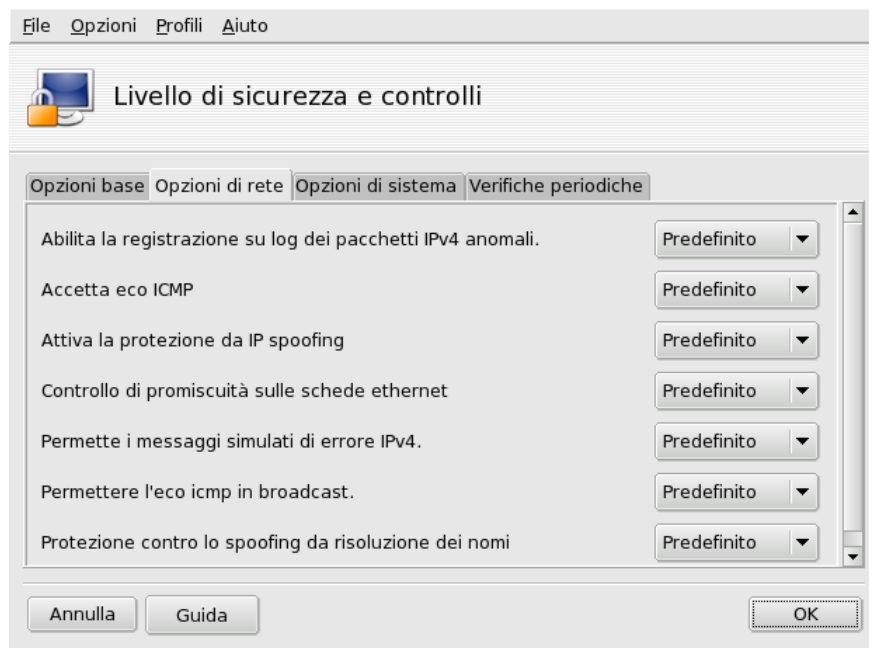 File Opzioni Profili Aiuto
Livello di sicurezza e controlli
Opzioni base Opzioni di rete Opzioni di sistema Verifiche periodiche
Abilita la registrazione su log dei pacchetti IPv4 anomali. Predefinito
Accetta eco ICMP Predefinito
Attiva la protezione da IP spoofing Predefinito
Controllo di promiscuità sulle schede ethernet Predefinito
Permette i messaggi simulati di errore IPv4. Predefinito
Permettere l'eco icmp in broadcast. Predefinito
Protezione contro lo spoofing da risoluzione dei nomi Predefinito
Annulla Guida OK